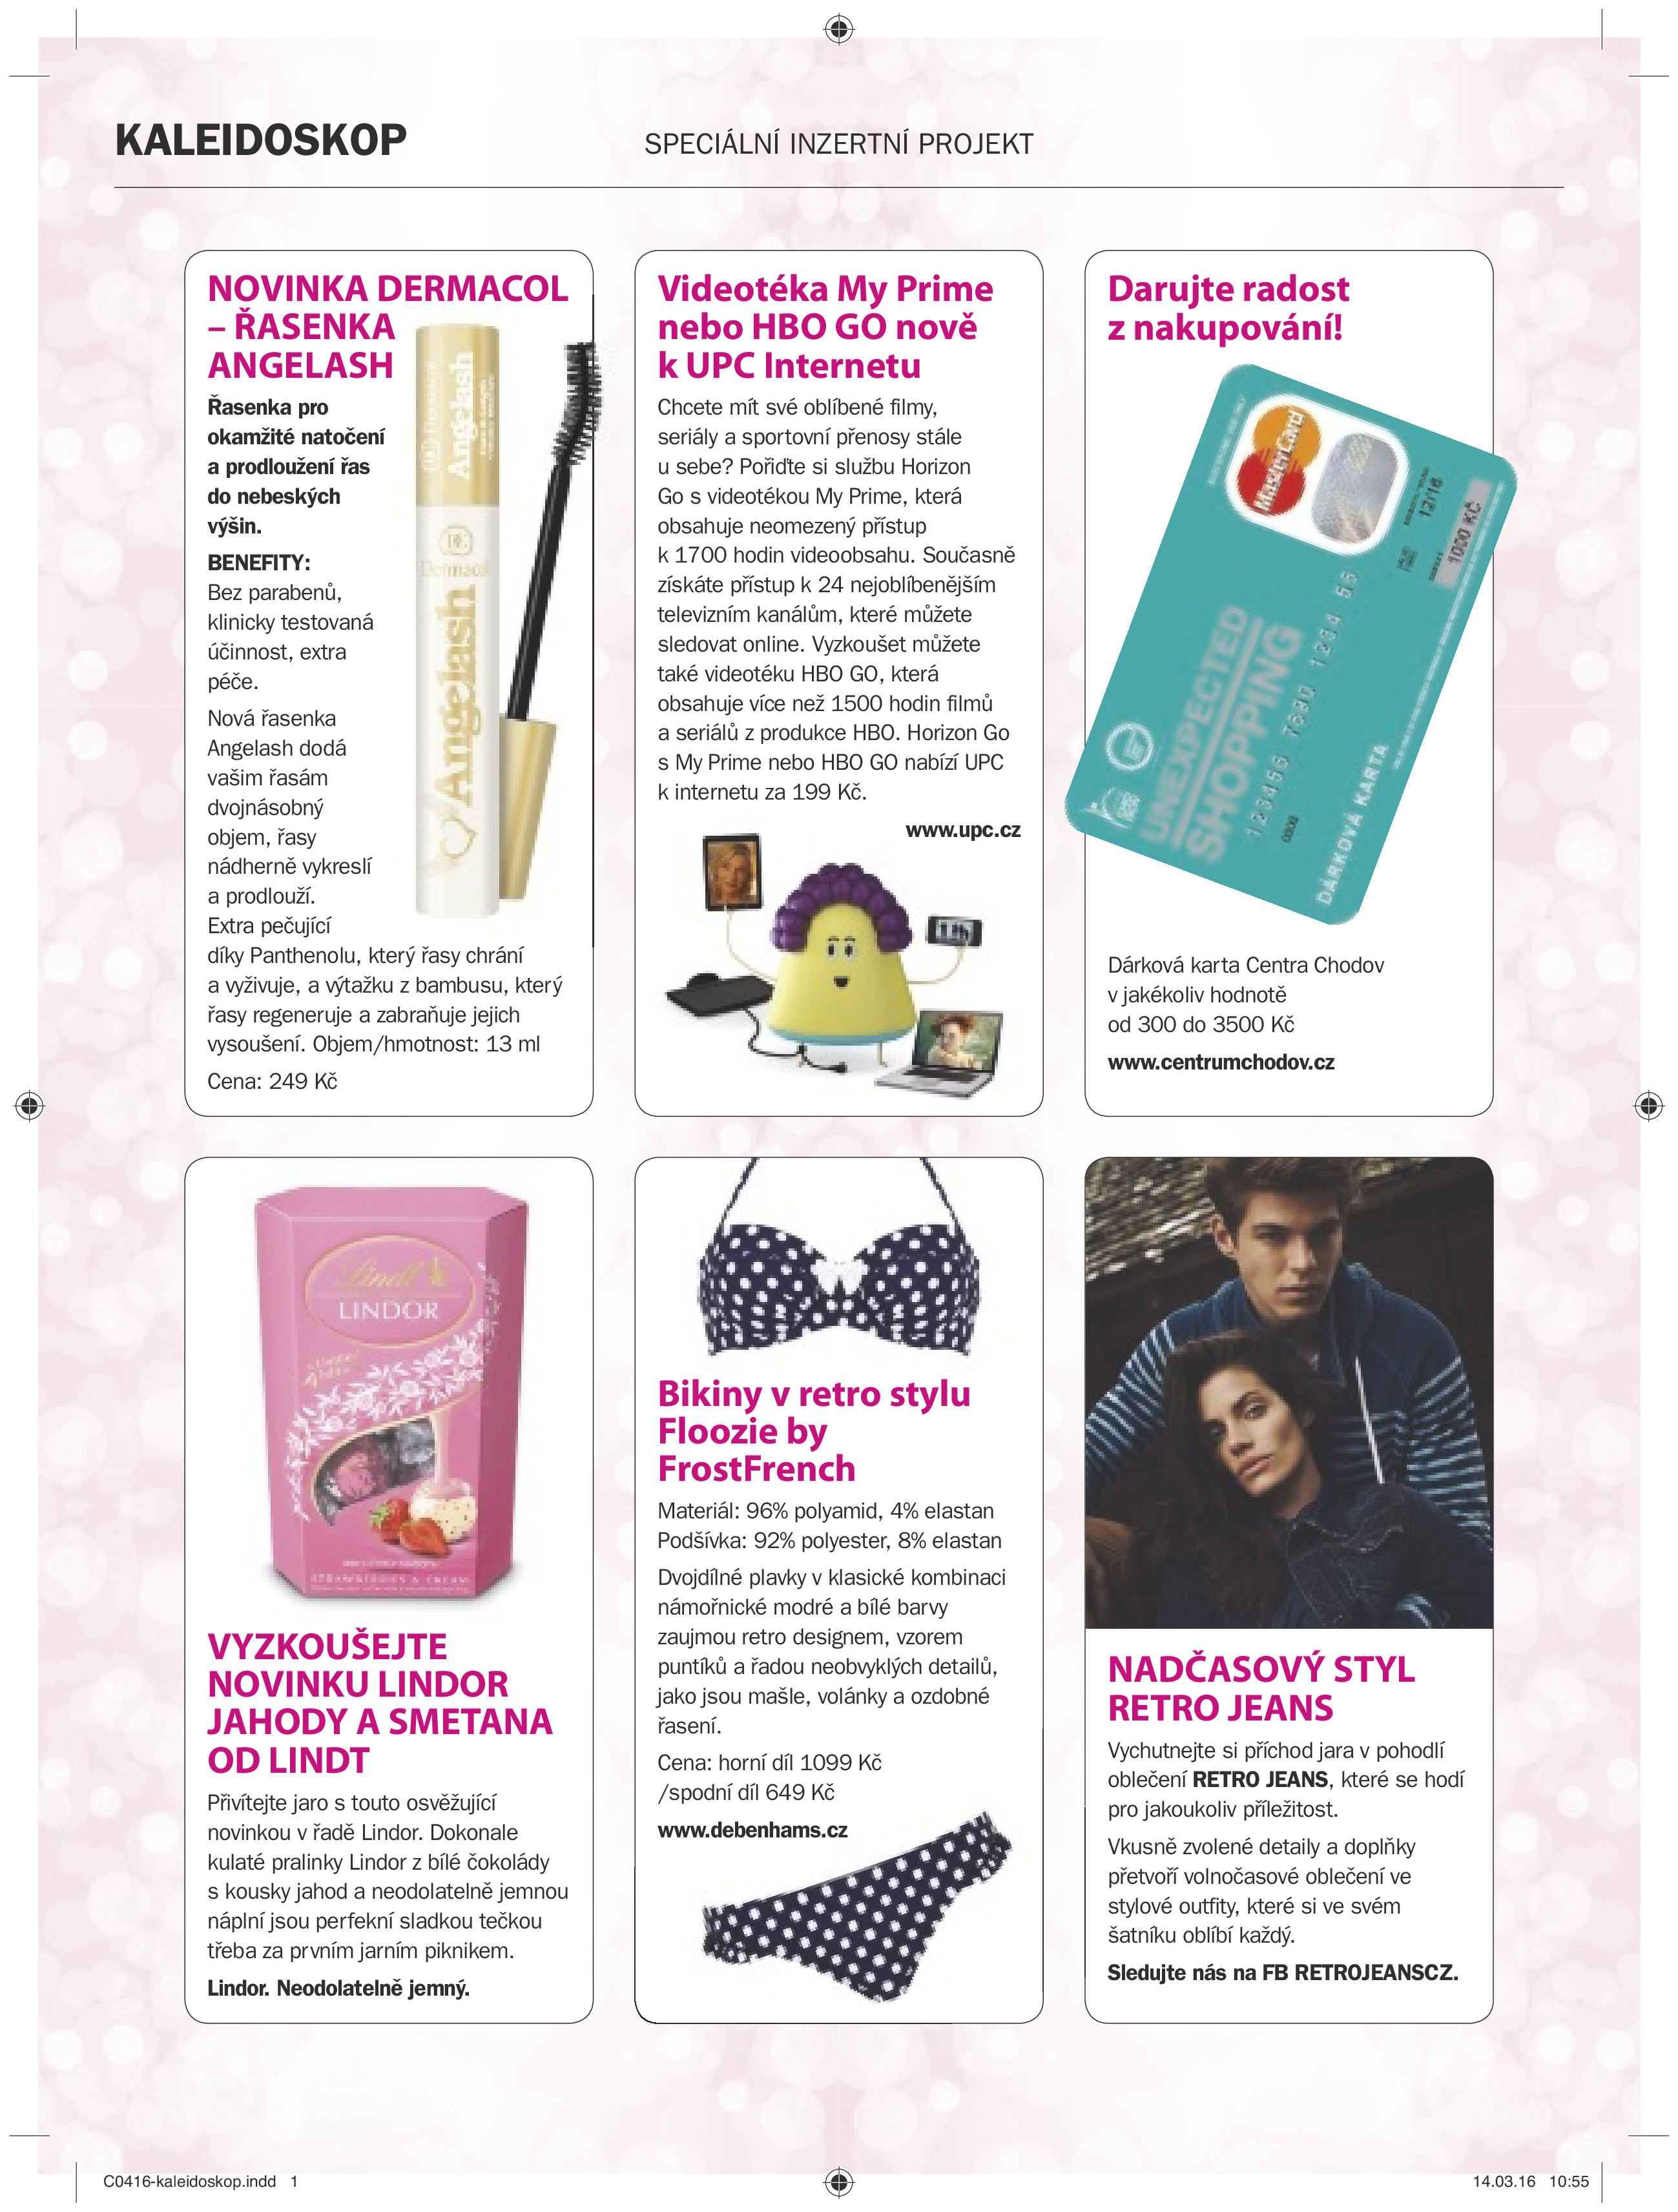 KALEIDOSKOP
SPECIÁLNÍ INZERTNÍ PROJEKT
NOVINKA DERMACOL
– ŘASENKA
ANGELASH
Řasenka pro
okamžité natočení
a prodloužení řas
do nebeských
výšin.
BENEFITY:
Bez parabenů,
klinicky testovaná
účinnost, extra
péče.
Nová řasenka
Angelash dodá
vašim řasám
dvojnásobný
objem, řasy
nádherně vykreslí
a prodlouží.
Extra pečující
díky Panthenolu, který řasy chrání
a vyživuje, a výtažku z bambusu, který
řasy regeneruje a zabraňuje jejich
vysoušení. Objem/hmotnost: 13 ml
Cena: 249 Kč
Angelash
Dermacol
Angelash
Videotéka My Prime
nebo HBO GO nově
k UPC Internetu
Chcete mít své oblíbené filmy,
seriály a sportovní přenosy stále
u sebe? Pořiďte si službu Horizon
Go s videotékou My Prime, která
obsahuje neomezený přístup
k 1700 hodin videoobsahu. Současně
získáte přístup k 24 nejoblíbenějším
televizním kanálům, které můžete
sledovat online. Vyzkoušet můžete
také videotéku HBO GO, která
obsahuje více než 1500 hodin filmů
a seriálů z produkce HBO. Horizon Go
s My Prime nebo HBO GO nabízí UPC
k internetu za 199 Kč.
www.upc.cz
Darujte radost
z nakupování!
MasterCard
12/18
1000 KČ
UNEXPECTED
SHOPPING
123456 7890 1234 55
DÁRKOVÁ KARTA
Dárková karta Centra Chodov
v jakékoliv hodnotě
od 300 do 3500 Kč
www.centrumchodov.cz
Lindt
LINDOR
STRAWBERRIES & CREAM
VYZKOUŠEJTE
NOVINKU LINDOR
JAHODY A SMETANA
OD LINDT
Přivítejte jaro s touto osvěžující
novinkou v řadě Lindor. Dokonale
kulaté pralinky Lindor z bílé čokolády
s kousky jahod a neodolatelně jemnou
náplní jsou perfekní sladkou tečkou
třeba za prvním jarním piknikem.
Lindor. Neodolatelně jemný.
Bikiny v retro stylu
Floozie by
FrostFrench
Materiál: 96% polyamid, 4% elastan
Podšívka: 92% polyester, 8% elastan
Dvojdílné plavky v klasické kombinaci
námořnické modré a bílé barvy
zaujmou retro designem, vzorem
puntíků a řadou neobvyklých detailů,
jako jsou mašle, volánky a ozdobné
řasení.
Cena: horní díl 1099 Kč
/spodní díl 649 Kč
www.debenhams.cz
NADČASOVÝ STYL
RETRO JEANS
Vychutnejte si příchod jara v pohodlí
oblečení RETRO JEANS, které se hodí
pro jakoukoliv příležitost.
Vkusně zvolené detaily a doplňky
přetvoří volnočasové oblečení ve
stylové outfity, které si ve svém
šatníku oblíbí každý.
Sledujte nás na FB RETROJEANSCZ.
C0416-kaleidoskop.indd 1
14.03.16 10:55